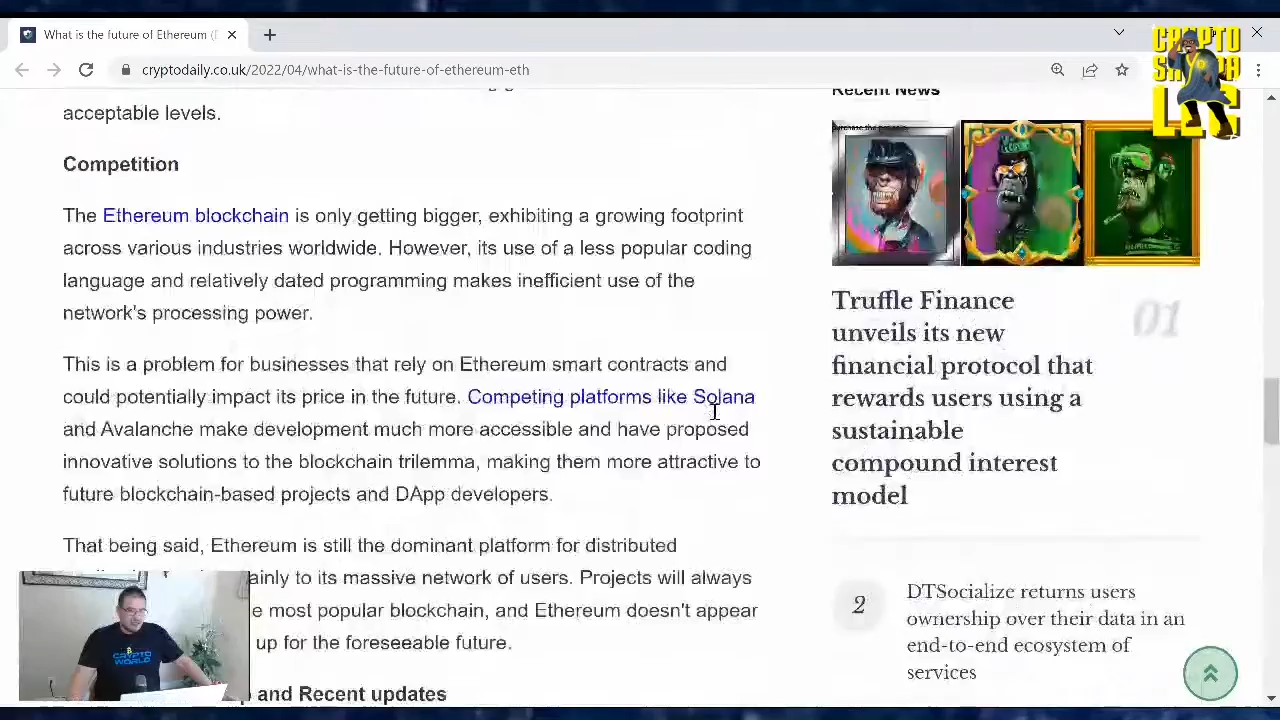 What is the future of Ethereum (
cryptodaily.co.uk/2022/04/what-is-the-future-of-ethereum-eth
CRYPTO
LEO
acceptable levels.
Competition
The Ethereum blockchain is only getting bigger, exhibiting a growing footprint
across various industries worldwide. However, its use of a less popular coding
language and relatively dated programming makes inefficient use of the
network's processing power.
This is a problem for businesses that rely on Ethereum smart contracts and
could potentially impact its price in the future. Competing platforms like Solana
and Avalanche make development much more accessible and have proposed
innovative solutions to the blockchain trilemma, making them more attractive to
future blockchain-based projects and DApp developers.
That being said, Ethereum is still the dominant platform for distributed
ainly to its massive network of users. Projects will always
e most popular blockchain, and Ethereum doesn't appear
up for the foreseeable future.
and Recent updates
CRYPTO
WORLD
Recent News
Truffle Finance
unveils its new
financial protocol that
rewards users using a
sustainable
compound interest
model
01
2
DTSocialize returns users
ownership over their data in an
end-to-end ecosystem of
services